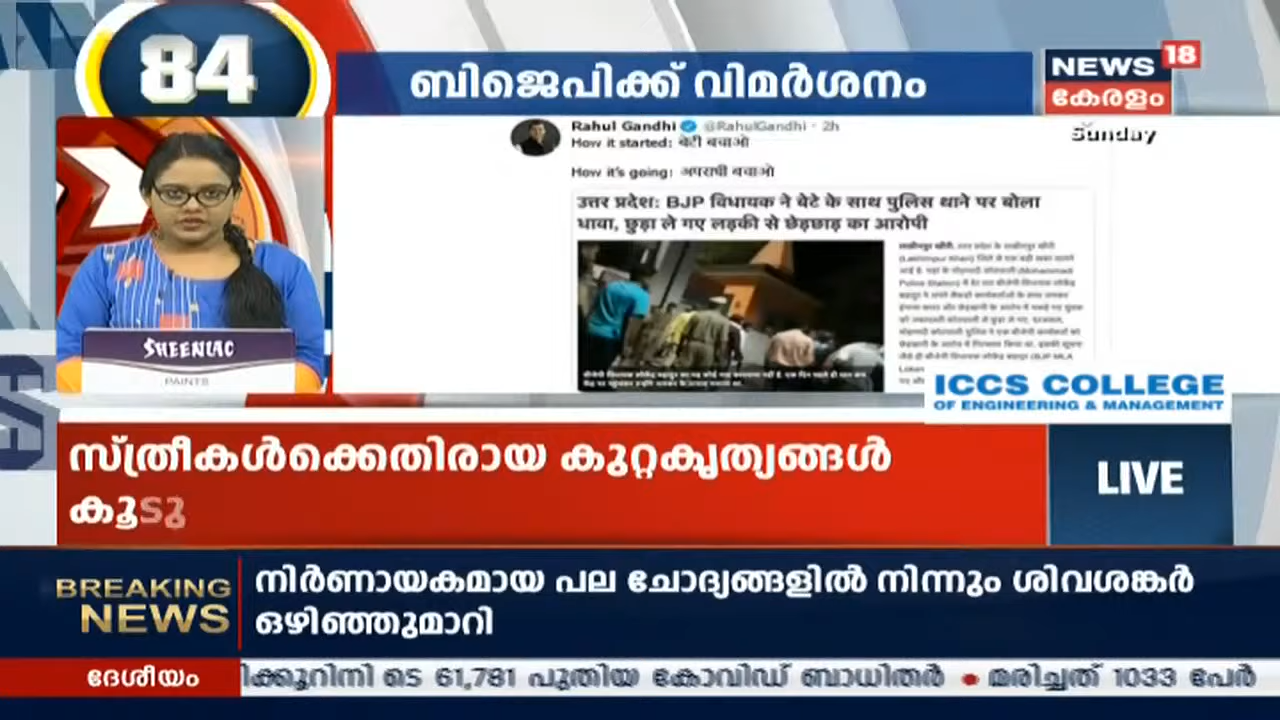 84
ബിജെപിക്ക് വിമർശനം
NEWS 18
കേരളം
Sunday
Rahul Gandhi @RahulGandhi · 2h
How it started: बेटी बचाओ
How it's going: अपराधी बचाओ
उत्तर प्रदेश: BJP विधायक ने बेटे के साथ पुलिस थाने पर बोला
धावा, छुड़ा ले गए लड़की से छेड़छाड़ का आरोपी
SHEENLAC
PAINTS
ICCS COLLEGE
OF ENGINEERING & MANAGEMENT
സ്ത്രീകൾക്കെതിരായ കുറ്റകൃത്യങ്ങൾ
കൂടു
LIVE
BREAKING
NEWS
നിർണായകമായ പല ചോദ്യങ്ങളിൽ നിന്നും ശിവശങ്കർ
ഒഴിഞ്ഞുമാറി
ദേശീയം
ിക്കൂറിനി ടെ 61,781 പുതിയ കോവിഡ് ബാധിതർ • മരിച്ചത് 1033 പേർ